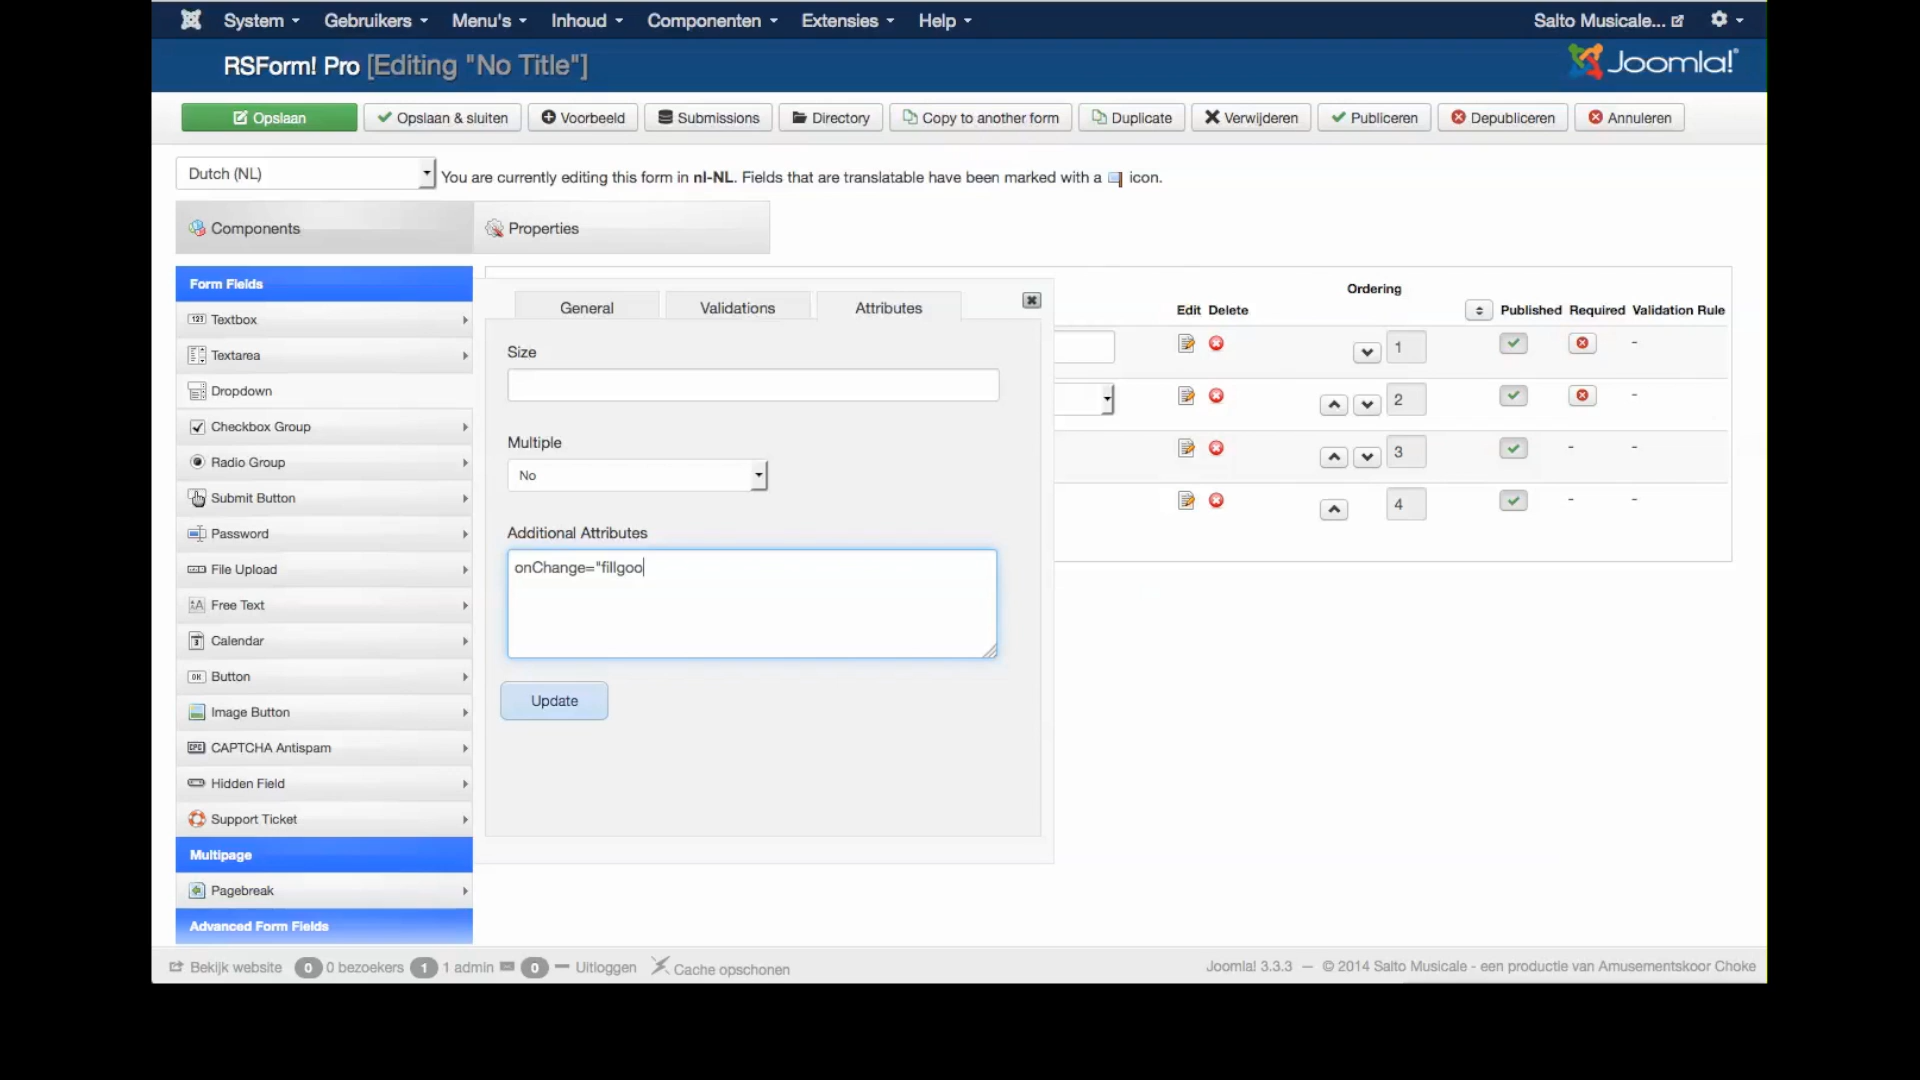 System Gebruikers Menu's Inhoud Componenten Extensies Help Salto Musicale...
RSForm! Pro [Editing "No Title"] Joomla!
Opslaan Opslaan & sluiten Voorbeeld Submissions Directory Copy to another form Duplicate Verwijderen Publiceren Depubliceren Annuleren
Dutch (NL) You are currently editing this form in nl-NL. Fields that are translatable have been marked with a icon.
Components Properties
Form Fields
Textbox
Textarea
Dropdown
Checkbox Group
Radio Group
Submit Button
Password
File Upload
Free Text
Calendar
Button
Image Button
CAPTCHA Antispam
Hidden Field
Support Ticket
Multipage
Pagebreak
Advanced Form Fields
General Validations Attributes
Size
Multiple
No
Additional Attributes
onChange="fillgoo
Update
Ordering
Edit Delete Published Required Validation Rule
1 -
2 -
3 - -
4 - -
Bekijk website 0 0 bezoekers 1 1 admin 0 Uitloggen Cache opschonen Joomla! 3.3.3 — © 2014 Salto Musicale - een productie van Amusementskoor Choke